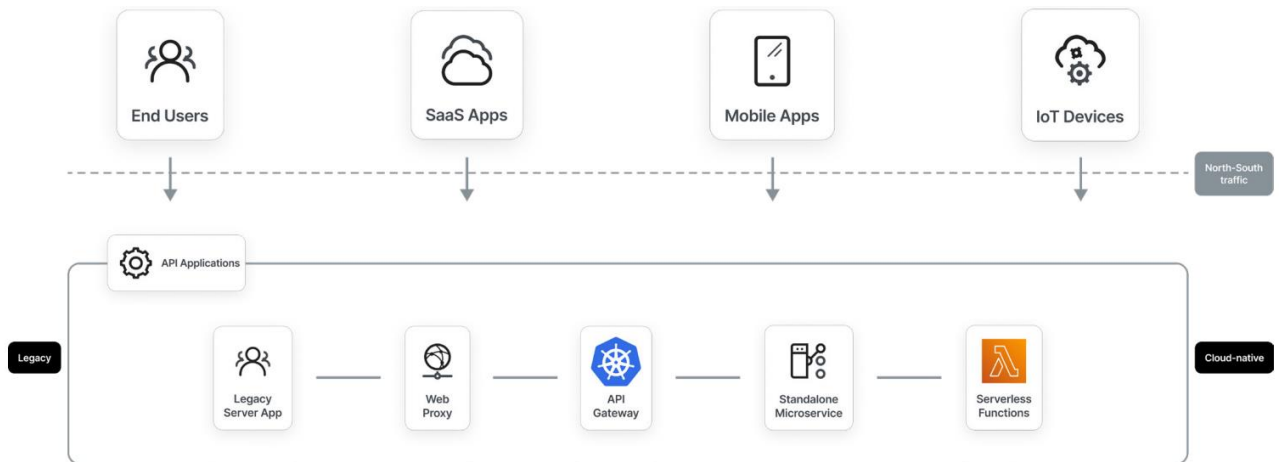 End Users
SaaS Apps
Mobile Apps
IoT Devices
North-South
traffic
API Applications
Legacy
Legacy
Server App
Web
Proxy
API
Gateway
Standalone
Microservice
Serverless
Functions
Cloud-native